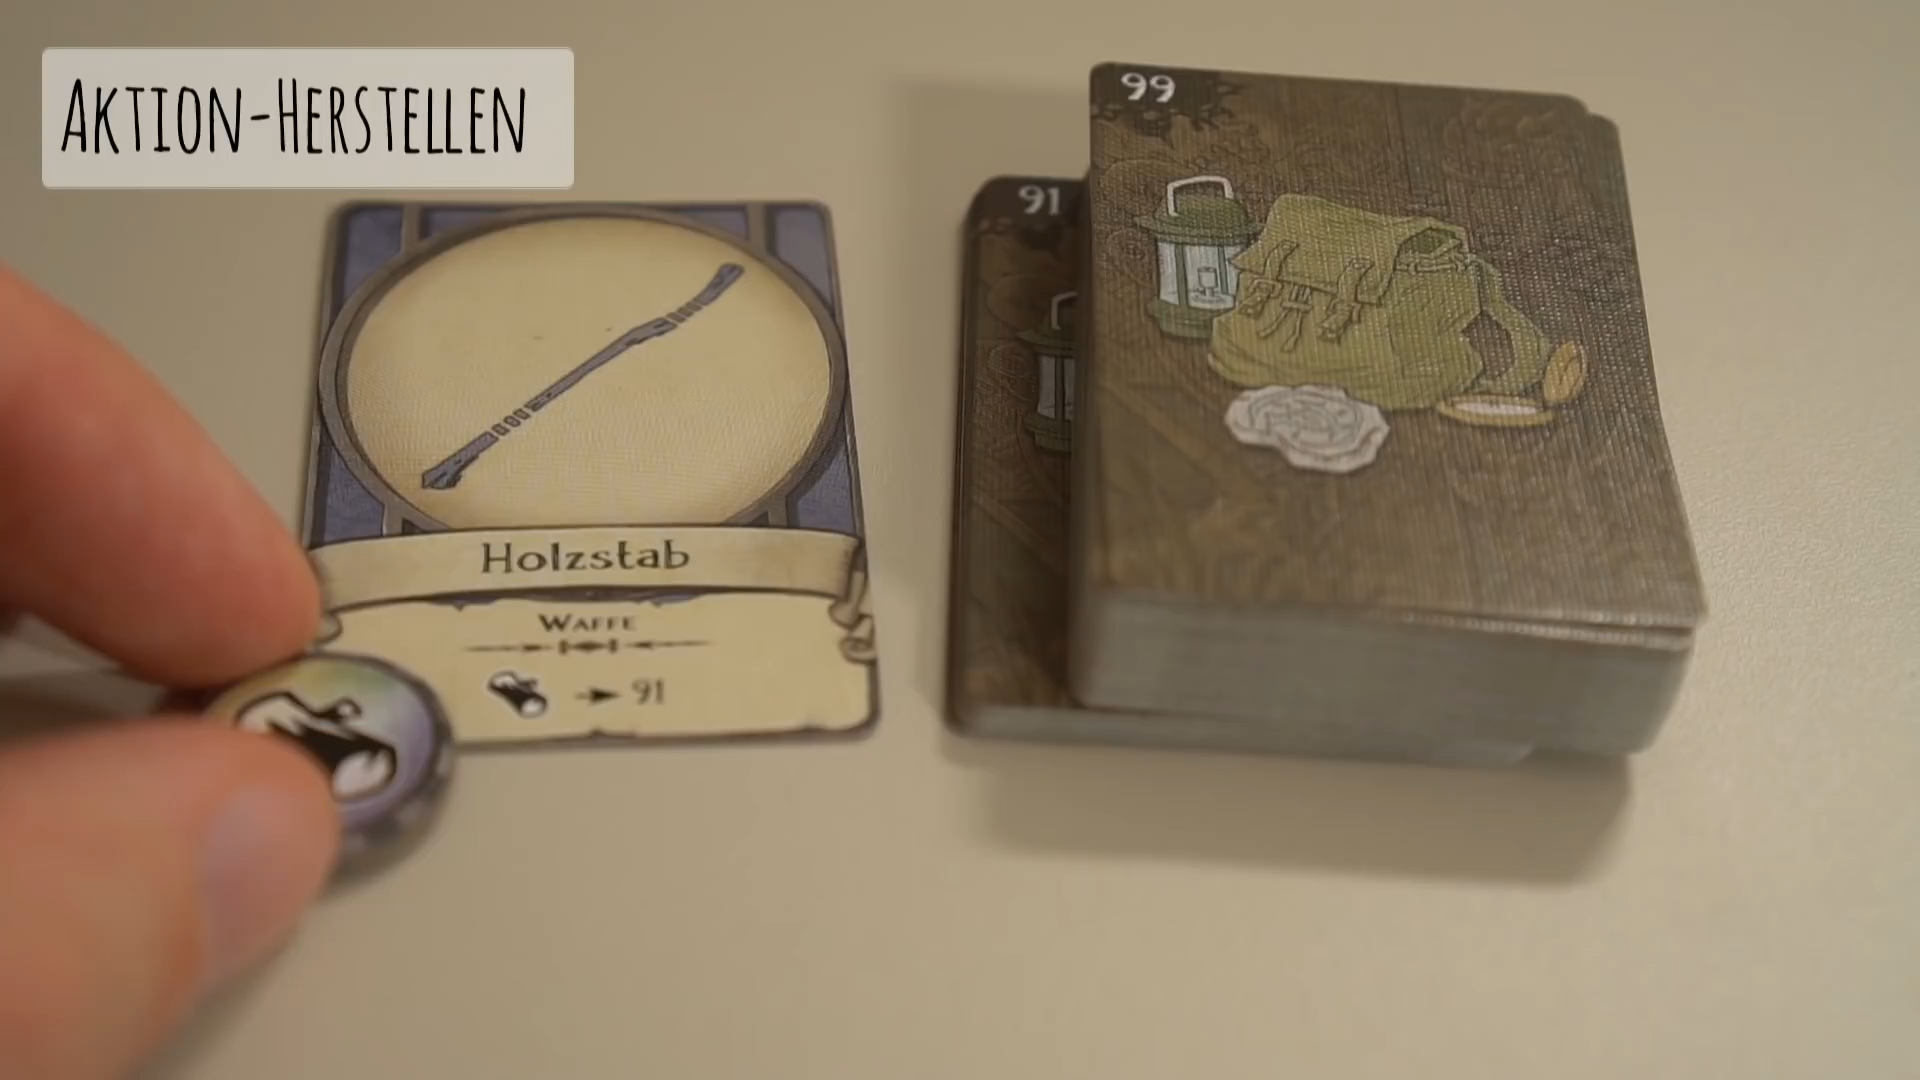 Aktion-Herstellen
99
91
Holzstab
Waffe
→ 91